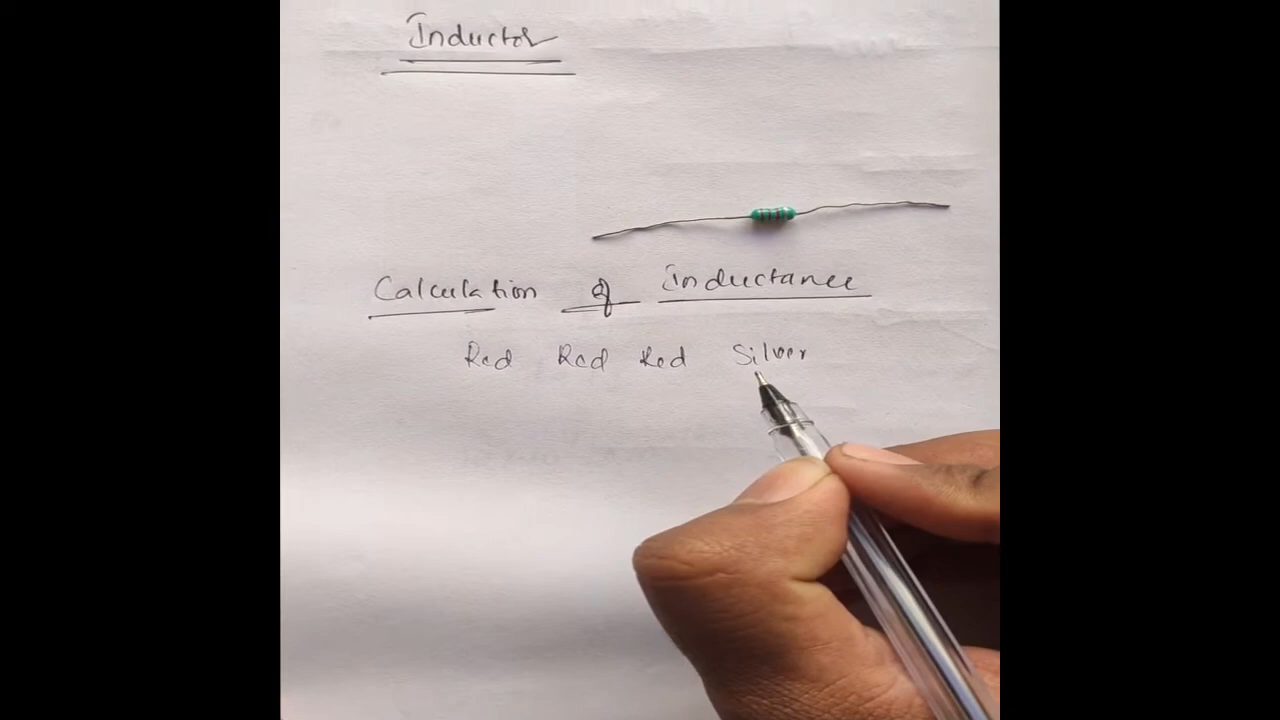 Inductor
Calculation of inductance
Red Red Red Silver